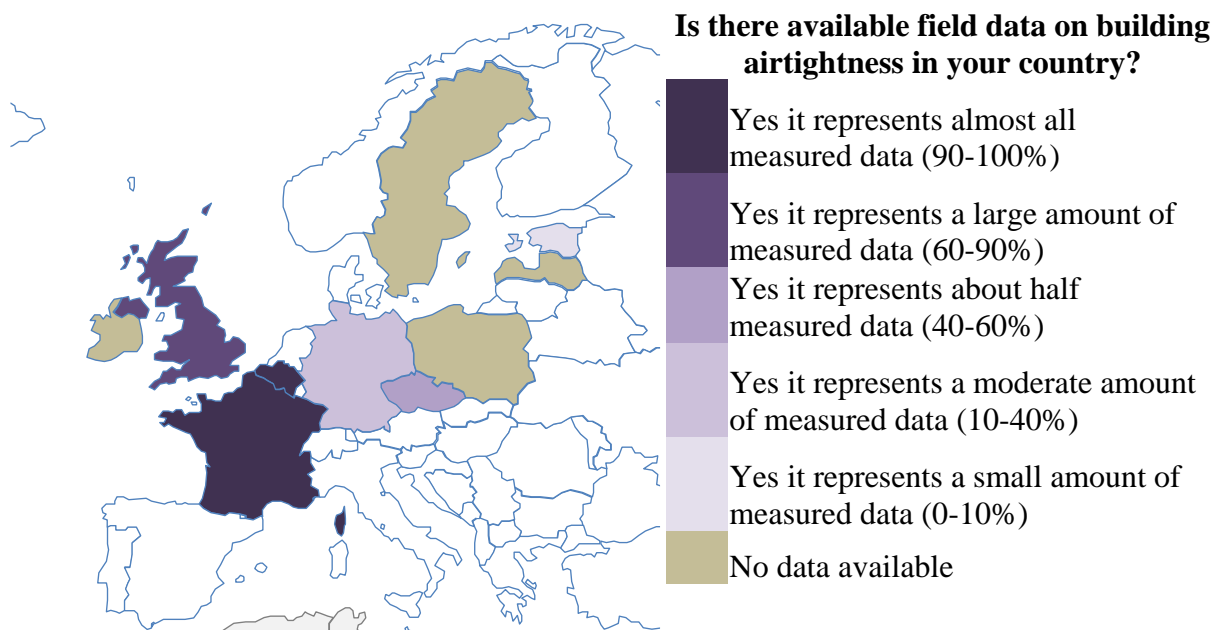 Is there available field data on building
airtightness in your country?
Yes it represents almost all
measured data (90-100%)
Yes it represents a large amount of
measured data (60-90%)
Yes it represents about half
measured data (40-60%)
Yes it represents a moderate amount
of measured data (10-40%)
Yes it represents a small amount of
measured data (0-10%)
No data available